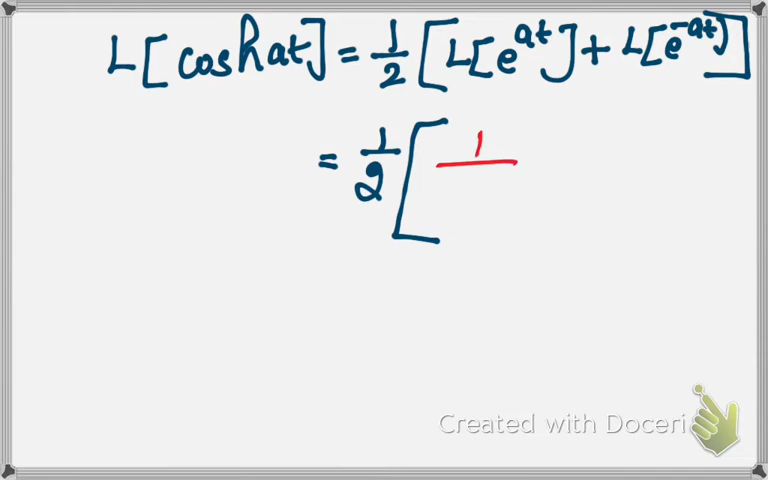 L[coshat] = 1/2 [L[e^at] + L[e^-at]]
= 1/2 [ 1/
Created with Doceri